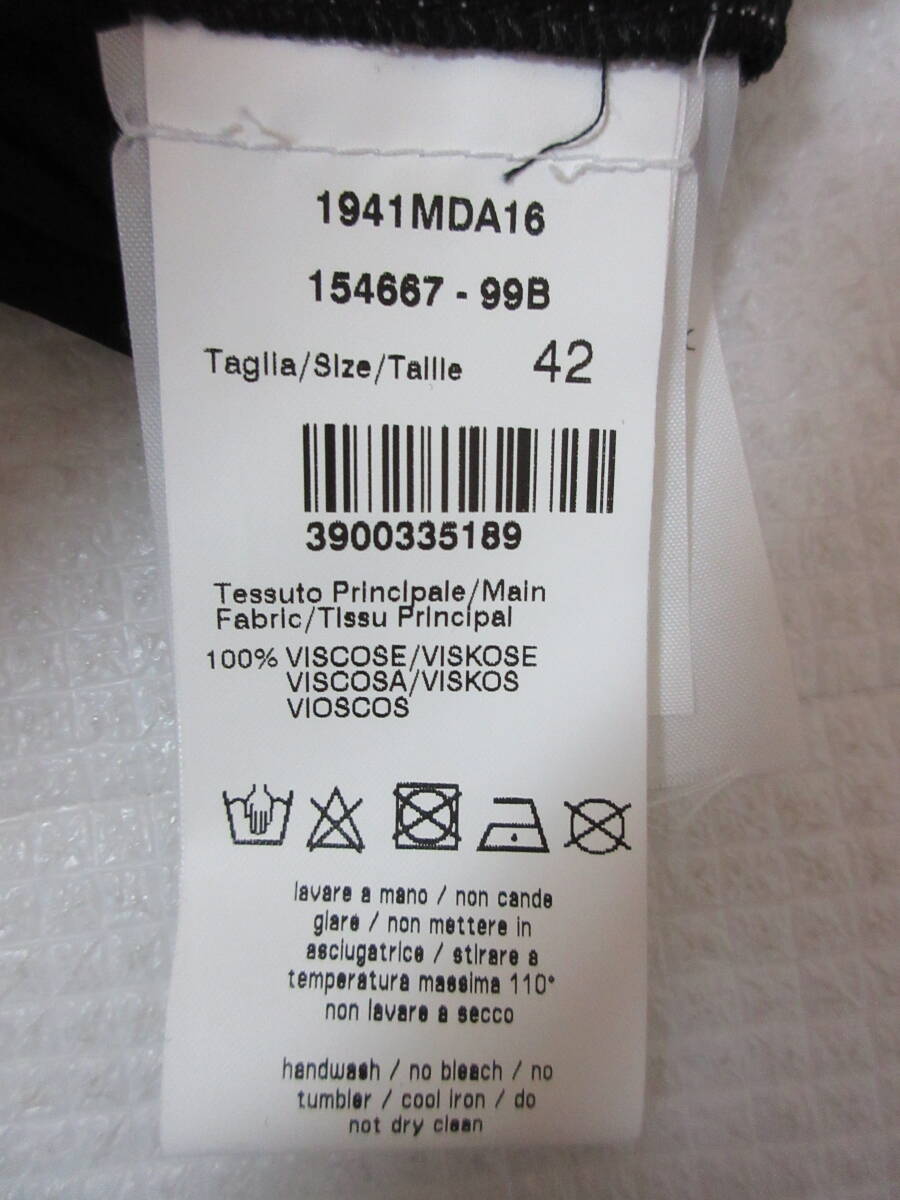 1941MDA16
154667 - 99B
Taglia/Size/Taille 42
3900335189
Tessuto Principale/Main
Fabric/Tissu Principal
100% VISCOSE/VISKOSE
VISCOSA/VISKOS
VIOSCOS
lavare a mano / non cande
giare / non mettere in
asciugatrice / stirare a
temperatura massima 110°
non lavare a secco
handwash / no bleach / no
tumbler / cool iron / do
not dry clean